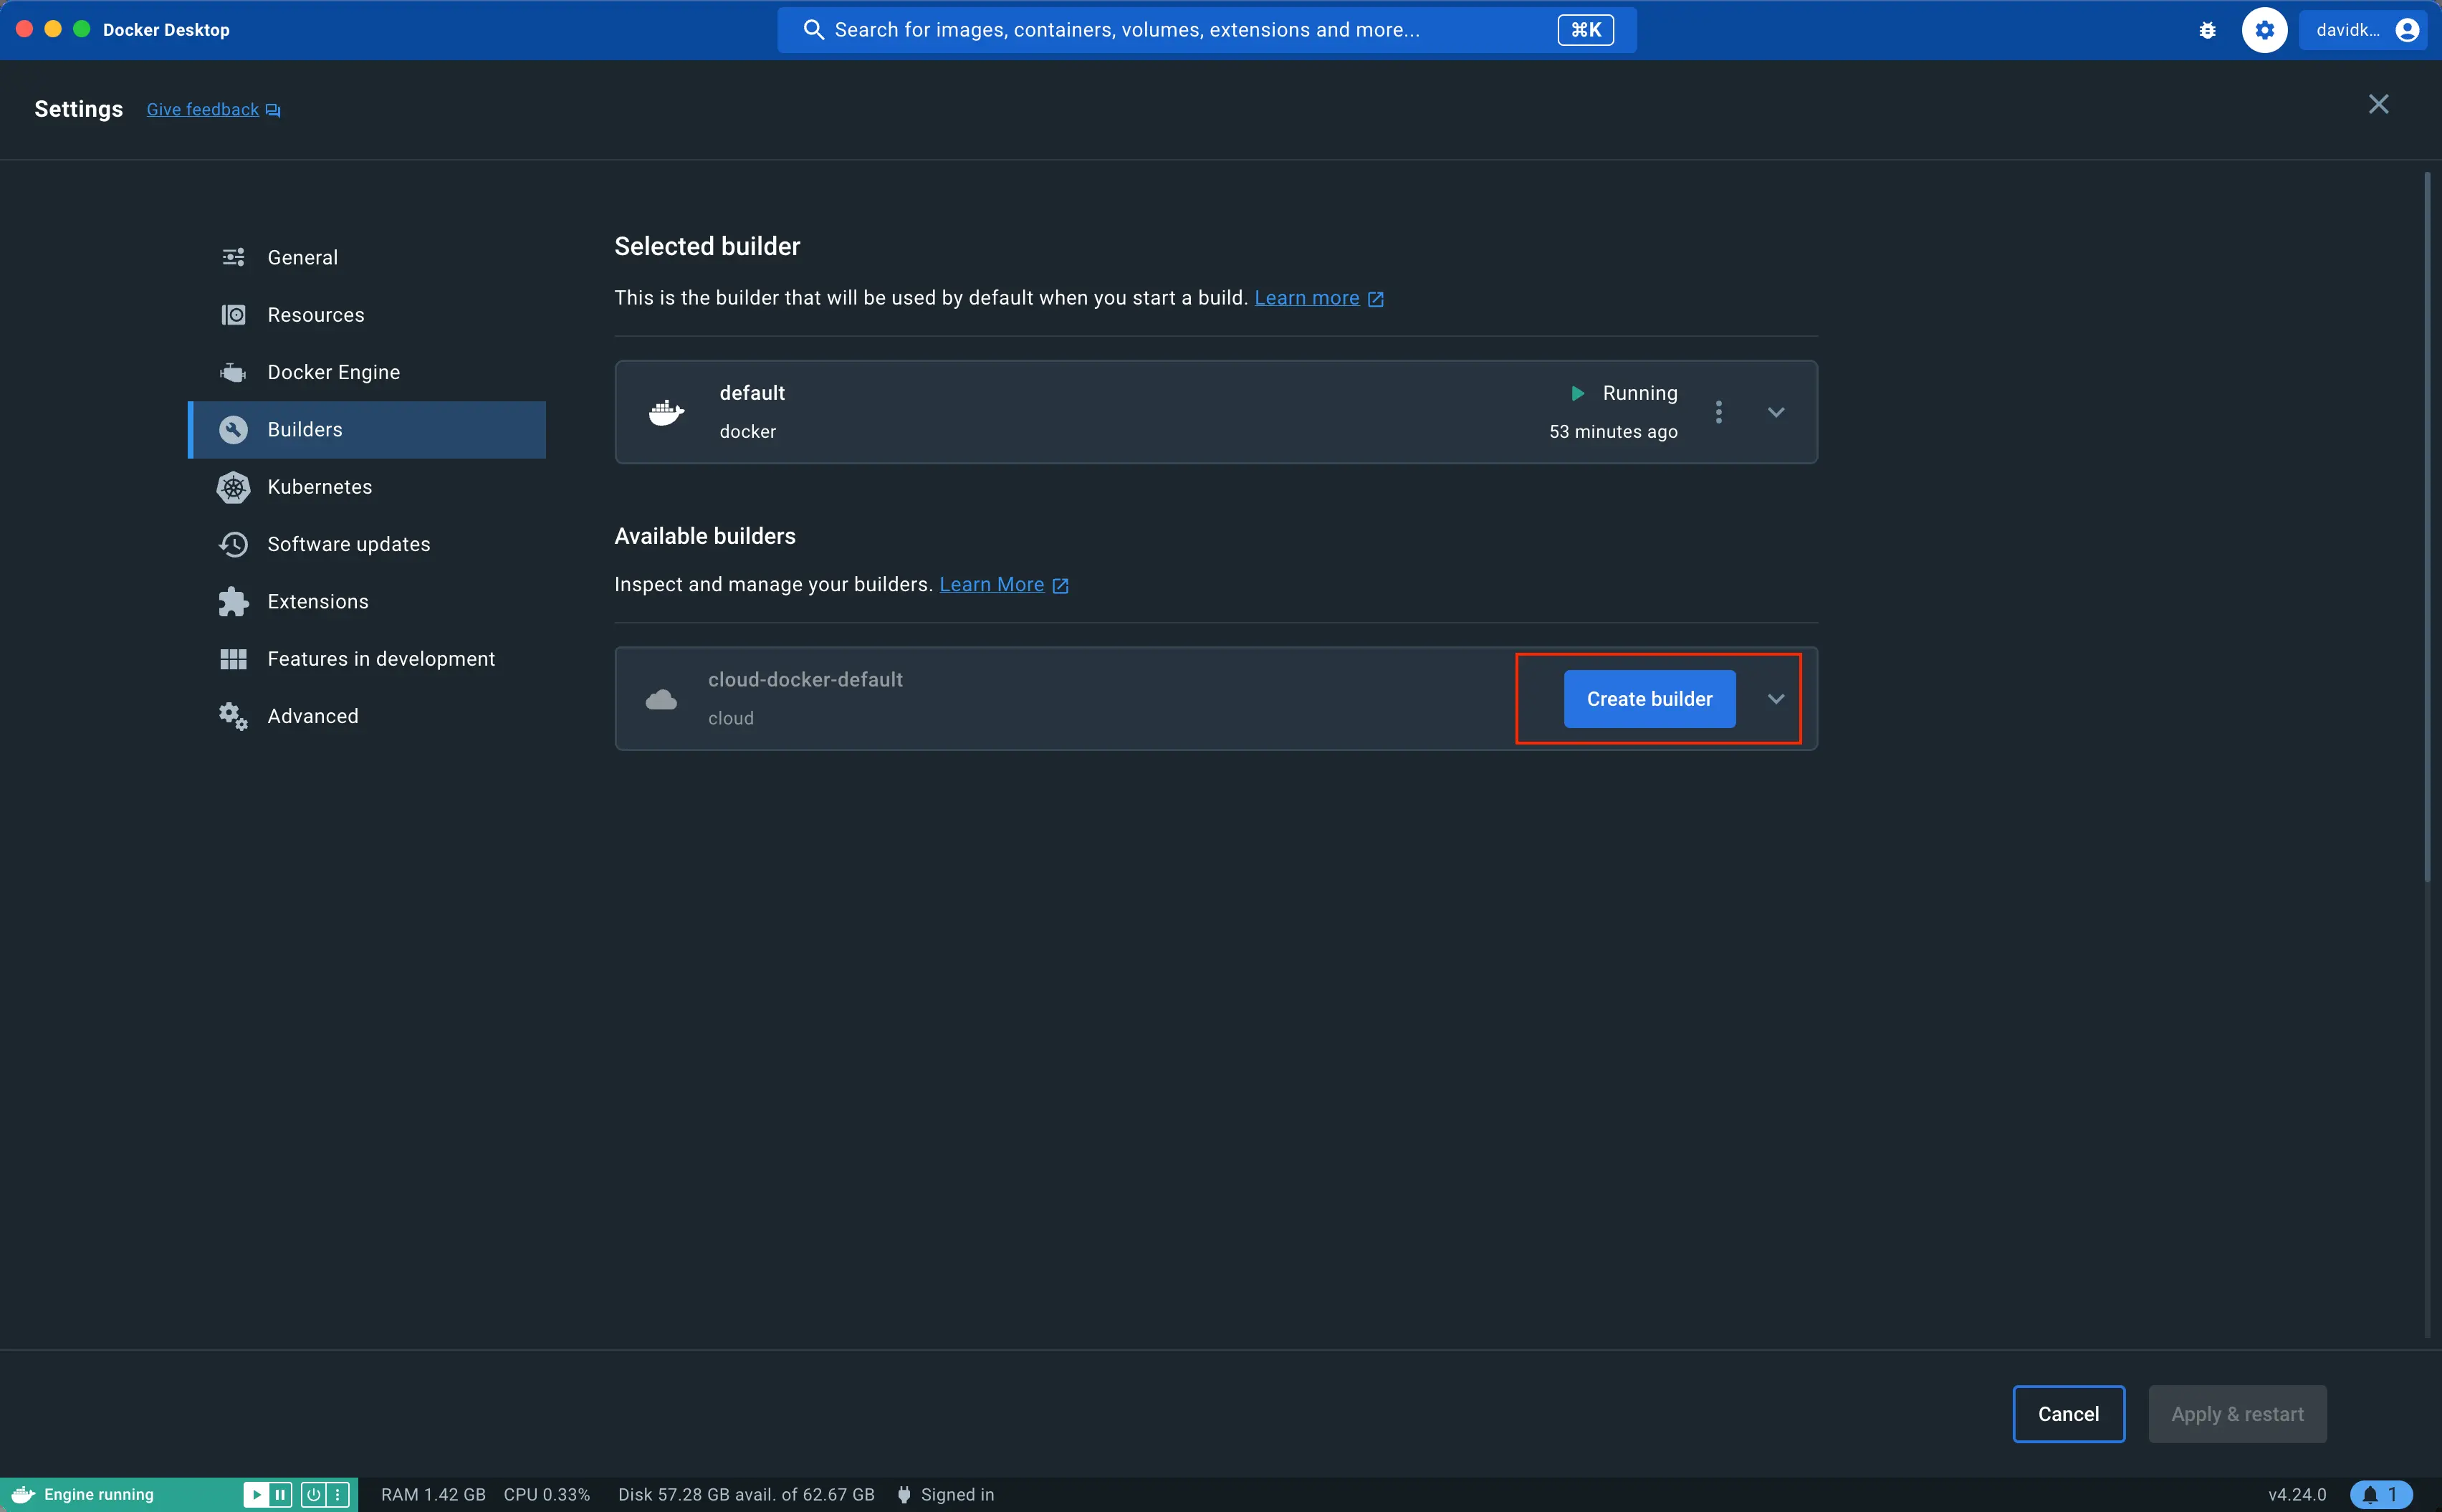 Docker Desktop
Search for images, containers, volumes, extensions and more...
⌘K
davidk...
Settings
Give feedback
General
Resources
Docker Engine
Builders
Kubernetes
Software updates
Extensions
Features in development
Advanced
Selected builder
This is the builder that will be used by default when you start a build. Learn more
default
docker
Running
53 minutes ago
Available builders
Inspect and manage your builders. Learn More
cloud-docker-default
cloud
Create builder
Cancel
Apply & restart
Engine running
RAM 1.42 GB
CPU 0.33%
Disk 57.28 GB avail. of 62.67 GB
Signed in
v4.24.0
1